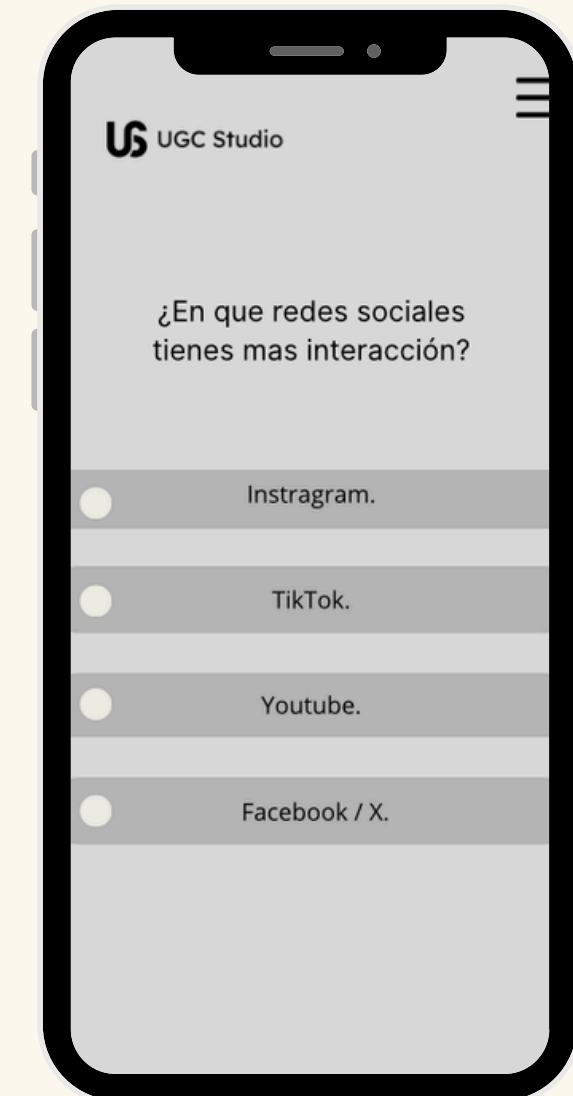 UGC Studio
¿En que redes sociales
tienes mas interacción?
Instragram.
TikTok.
Youtube.
Facebook / X.